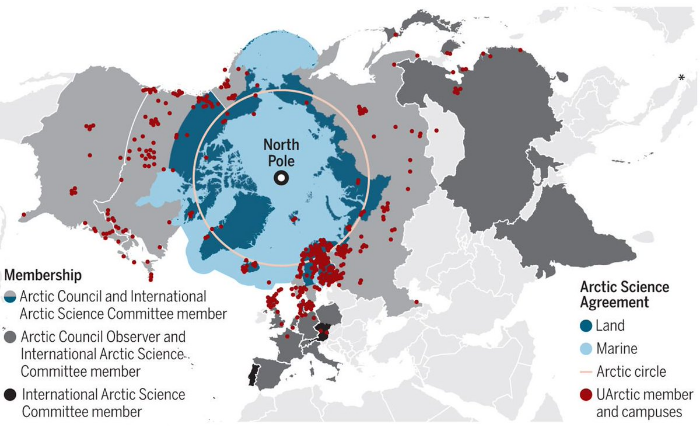 North
Pole
*
Membership
Arctic Council and International
Arctic Science Committee member
Arctic Council Observer and
International Arctic Science
Committee member
International Arctic Science
Committee member
Arctic Science
Agreement
Land
Marine
Arctic circle
UArctic member
and campuses